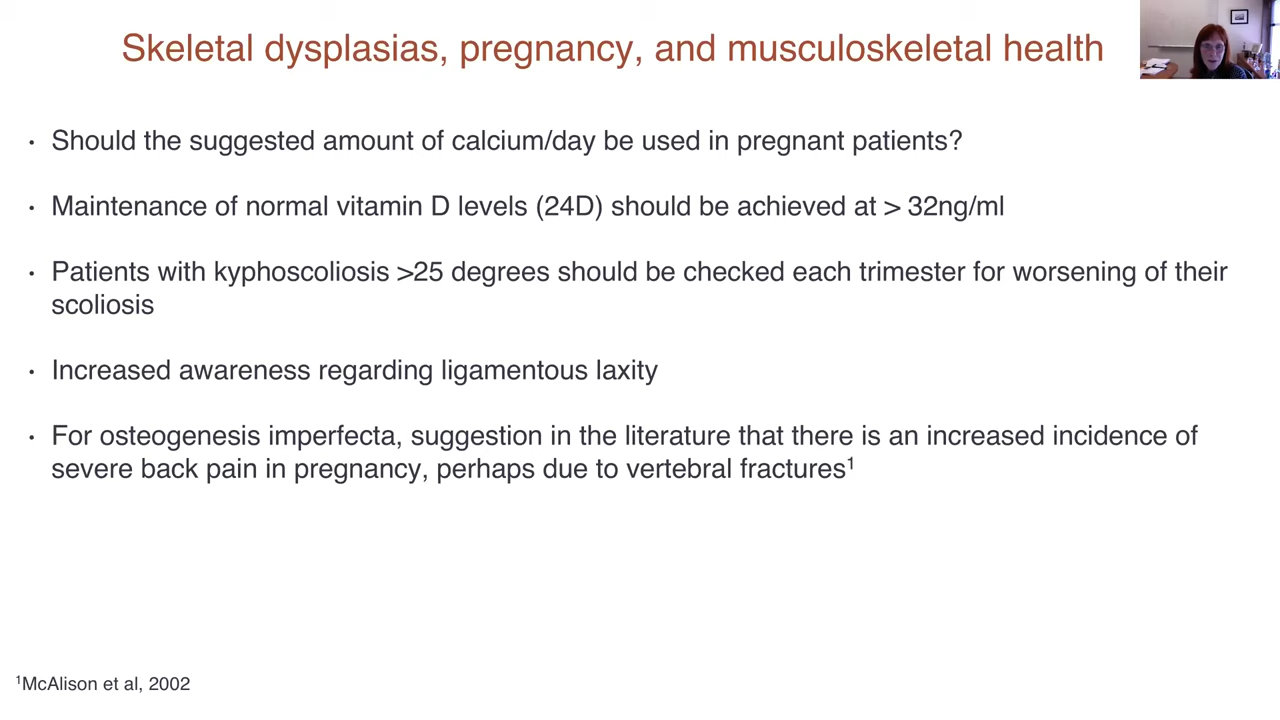 Skeletal dysplasias, pregnancy, and musculoskeletal health
• Should the suggested amount of calcium/day be used in pregnant patients?
• Maintenance of normal vitamin D levels (24D) should be achieved at > 32ng/ml
• Patients with kyphoscoliosis >25 degrees should be checked each trimester for worsening of their
scoliosis
• Increased awareness regarding ligamentous laxity
• For osteogenesis imperfecta, suggestion in the literature that there is an increased incidence of
severe back pain in pregnancy, perhaps due to vertebral fractures¹
¹McAlison et al, 2002